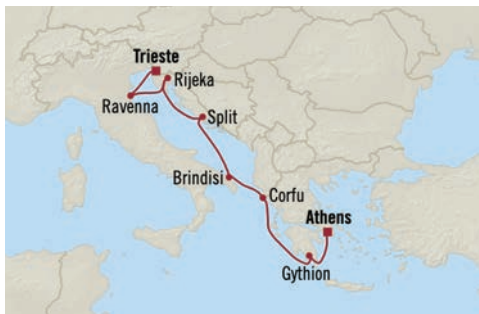 Trieste
Rijeka
Ravenna
Split
Brindisi
Corfu
Athens
Gythion